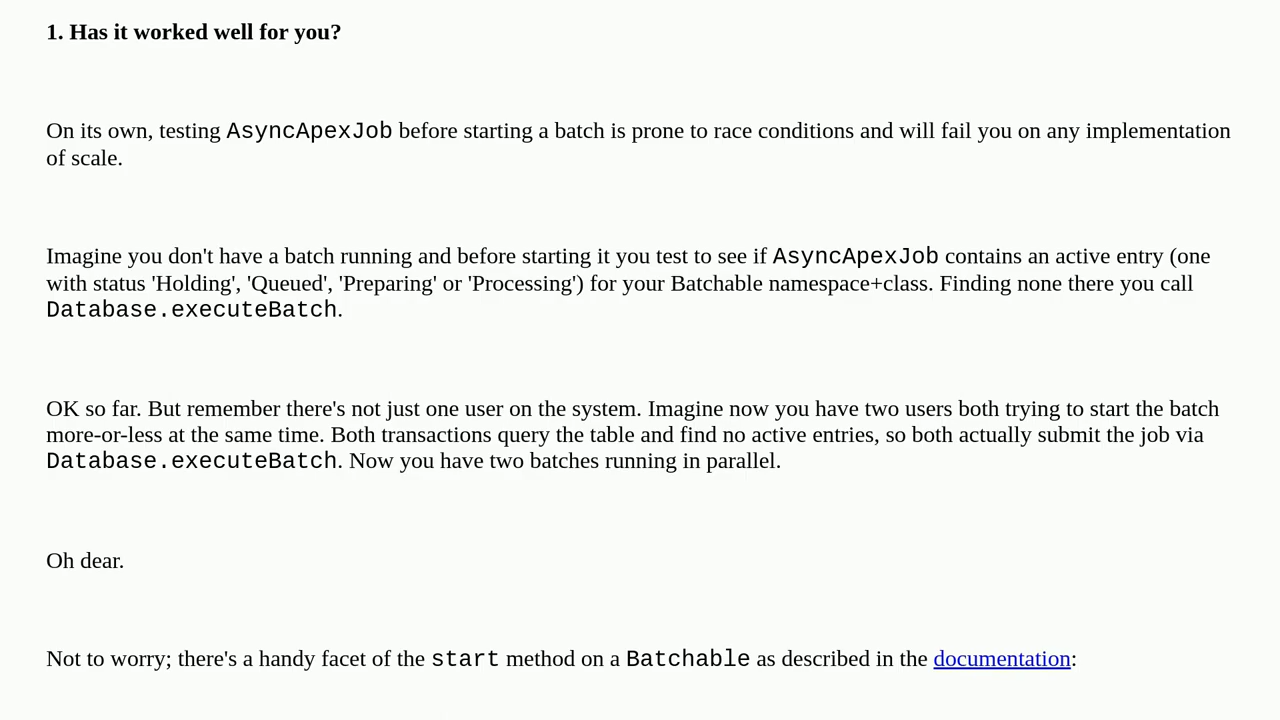 1. Has it worked well for you?
On its own, testing AsyncApexJob before starting a batch is prone to race conditions and will fail you on any implementation
of scale.
Imagine you don't have a batch running and before starting it you test to see if AsyncApexJob contains an active entry (one
with status 'Holding', 'Queued', 'Preparing' or 'Processing') for your Batchable namespace+class. Finding none there you call
Database.executeBatch.
OK so far. But remember there's not just one user on the system. Imagine now you have two users both trying to start the batch
more-or-less at the same time. Both transactions query the table and find no active entries, so both actually submit the job via
Database.executeBatch. Now you have two batches running in parallel.
Oh dear.
Not to worry; there's a handy facet of the start method on a Batchable as described in the documentation: